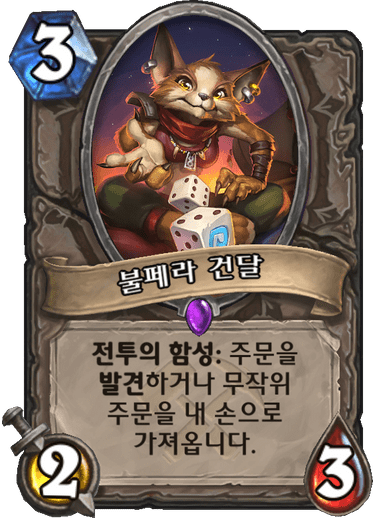 3
불페라 건달
전투의 함성: 주문을
발견하거나 무작위
주문을 내 손으로
가져옵니다.
2
3